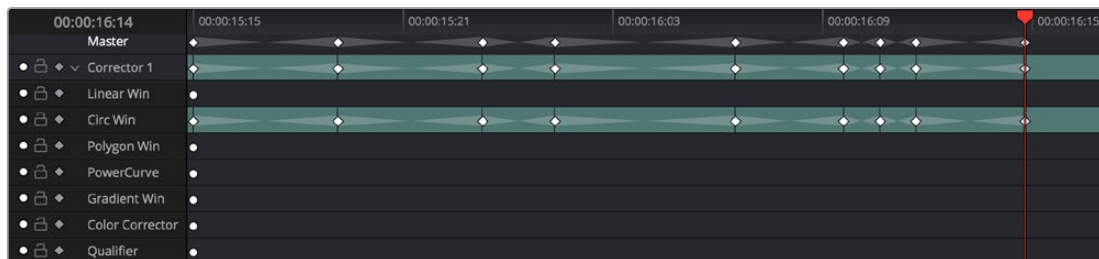 00:00:16:14 00:00:15:15 00:00:15:21 00:00:16:03 00:00:16:09 00:00:16:15
Master
Corrector 1
Linear Win
Circ Win
Polygon Win
PowerCurve
Gradient Win
Color Corrector
Qualifier